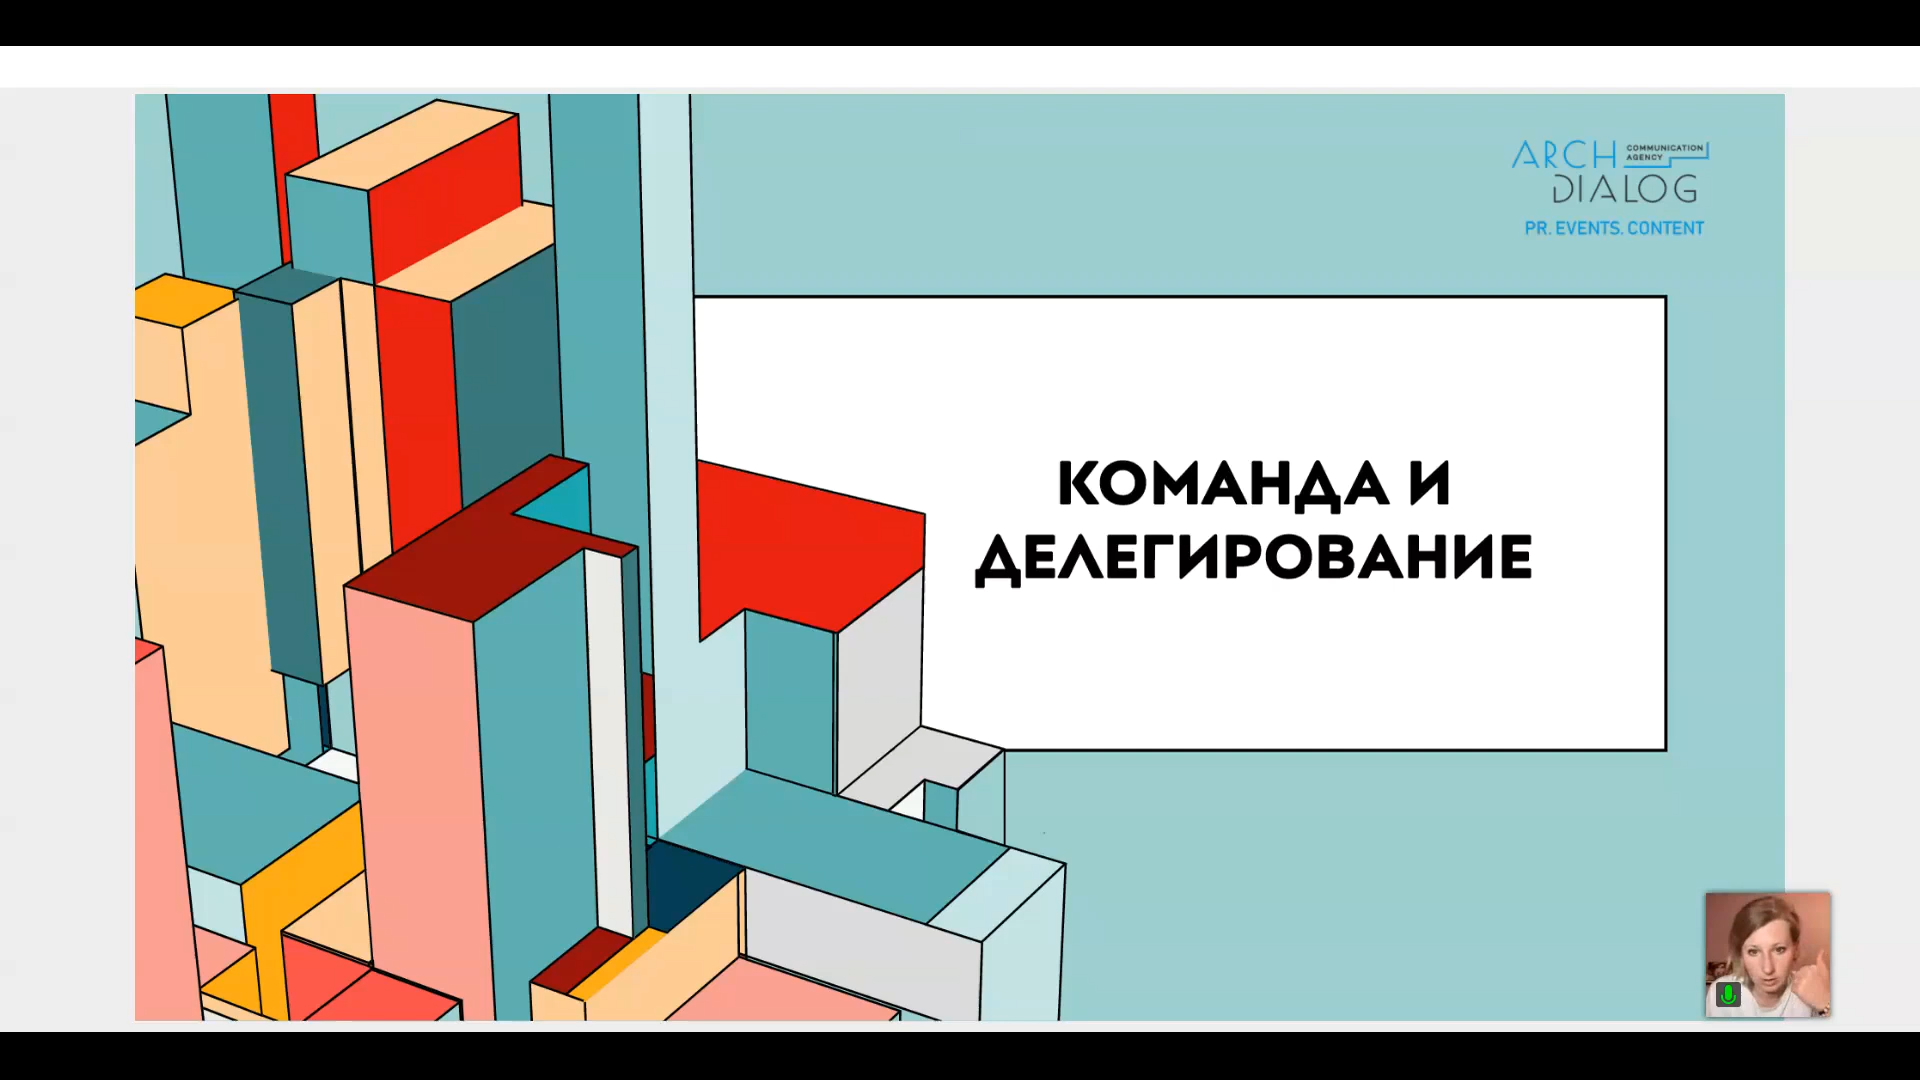 ARCH COMMUNICATION AGENCY
DIALOG
PR. EVENTS. CONTENT
КОМАНДА И
ДЕЛЕГИРОВАНИЕ